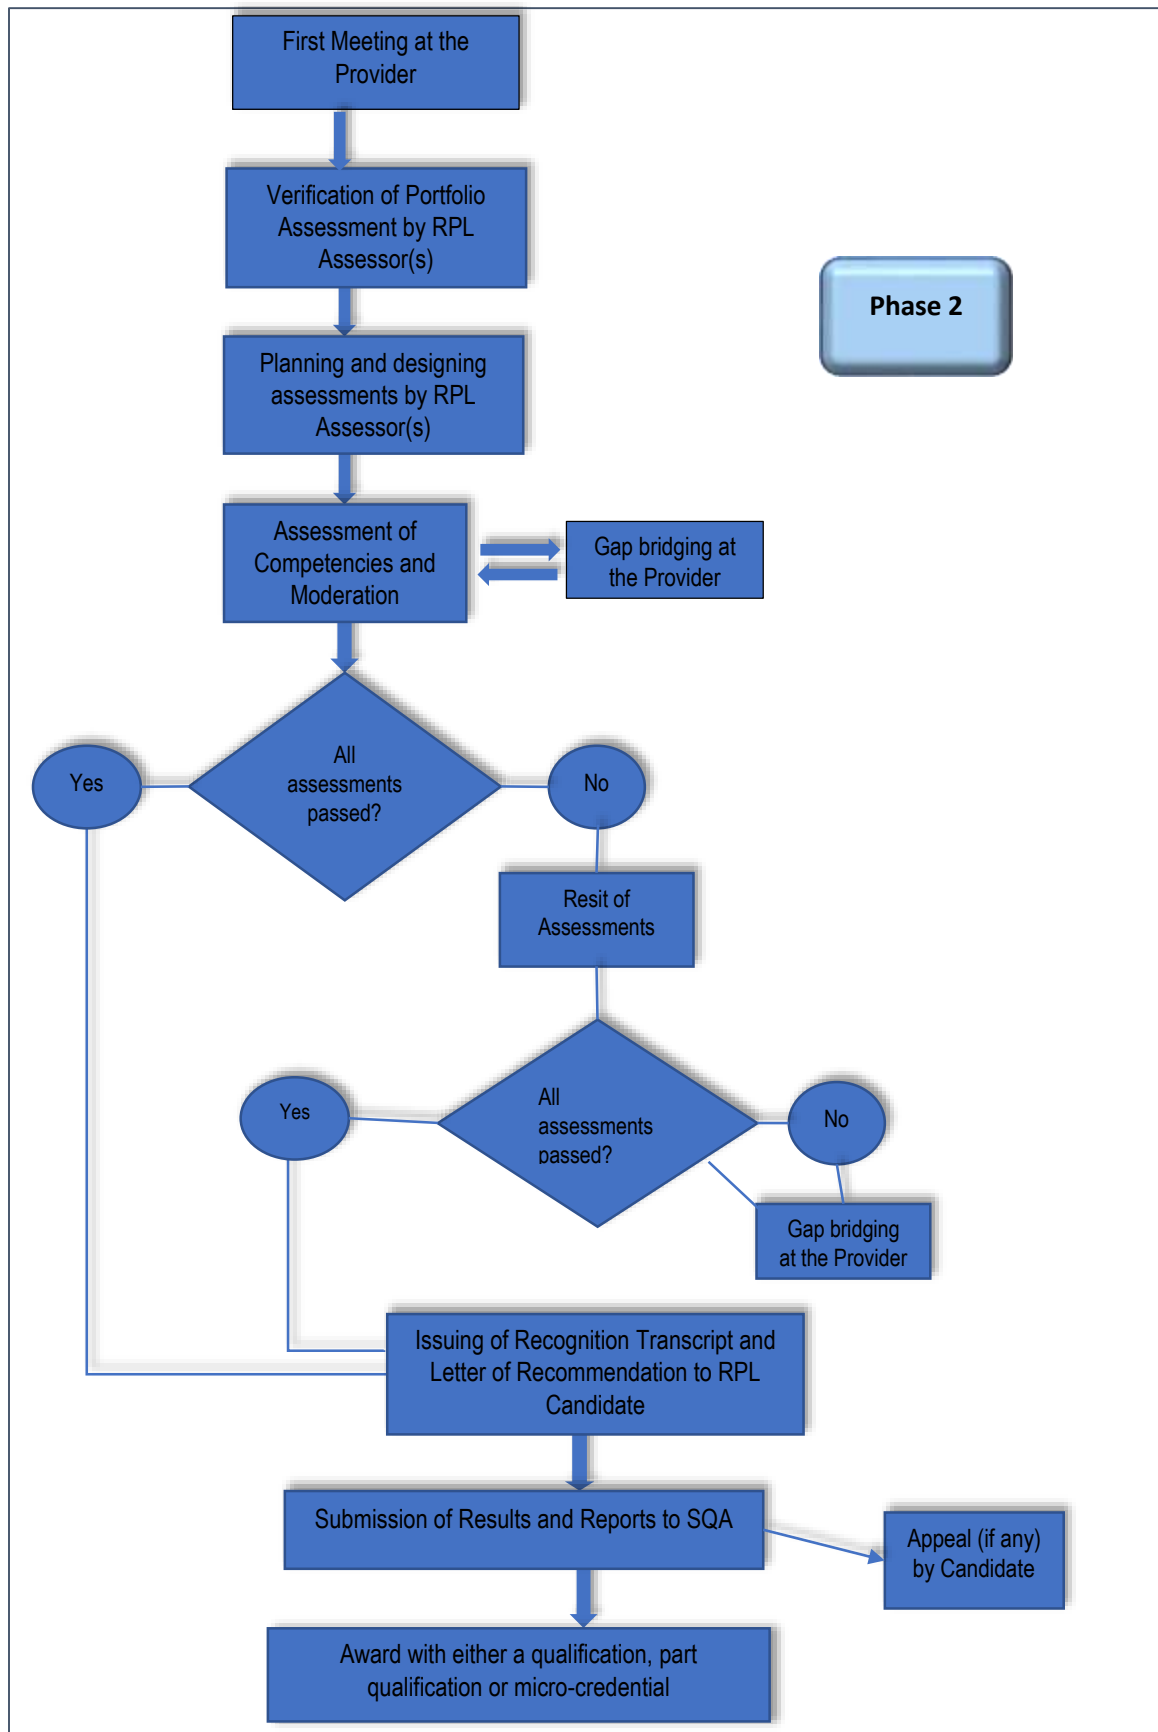 First Meeting at the
Provider
Verification of Portfolio
Assessment by RPL
Assessor(s)
Phase 2
Planning and designing
assessments by RPL
Assessor(s)
Assessment of
Competencies and
Moderation
Gap bridging at
the Provider
All
assessments
passed?
Yes
No
Resit of
Assessments
All
assessments
passed?
Yes
No
Gap bridging
at the Provider
Issuing of Recognition Transcript and
Letter of Recommendation to RPL
Candidate
Submission of Results and Reports to SQA
Appeal (if any)
by Candidate
Award with either a qualification, part
qualification or micro-credential